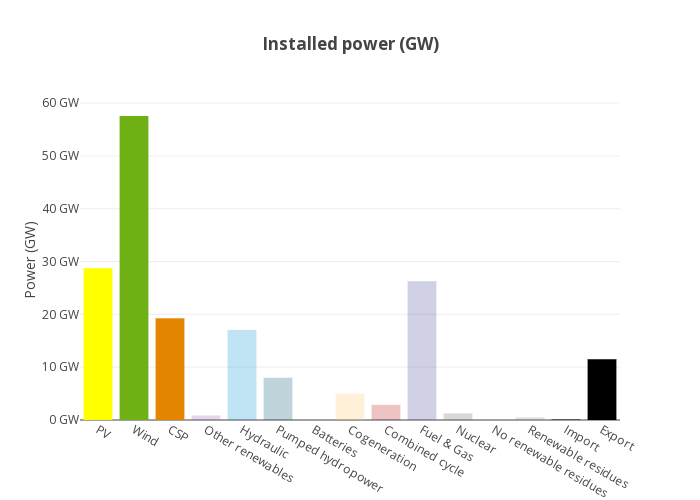 Installed power (GW)
Power (GW)
60 GW
50 GW
40 GW
30 GW
20 GW
10 GW
0 GW
PV
Wind
CSP
Other renewables
Hydraulic
Pumped hydropower
Batteries
Cogeneration
Combined cycle
Fuel & Gas
Nuclear
No renewable residues
Renewable residues
Import
Export